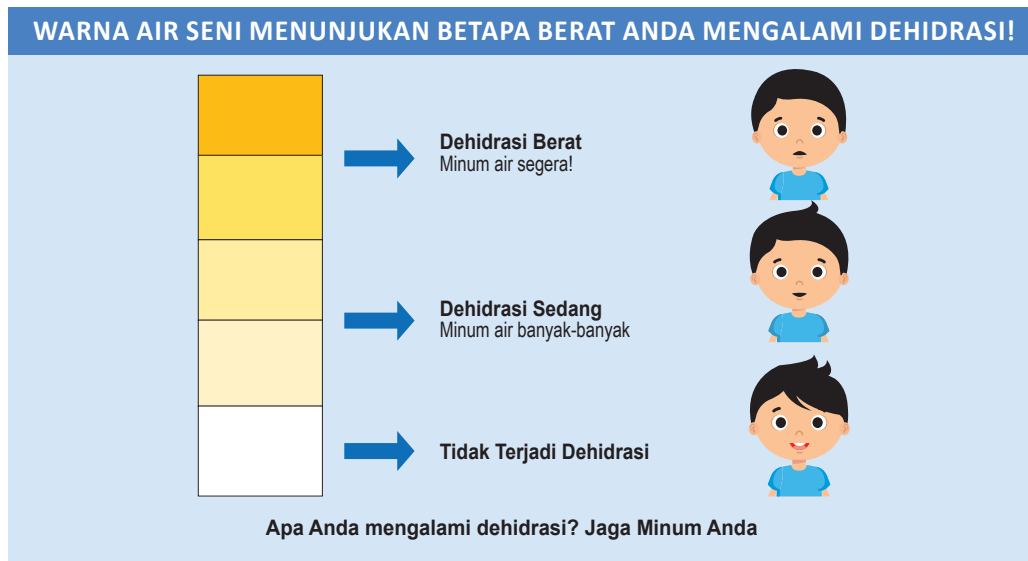 WARNA AIR SENI MENUNJUKAN BETAPA BERAT ANDA MENGALAMI DEHIDRASI!
Dehidrasi Berat
Minum air segera!
Dehidrasi Sedang
Minum air banyak-banyak
Tidak Terjadi Dehidrasi
Apa Anda mengalami dehidrasi? Jaga Minum Anda